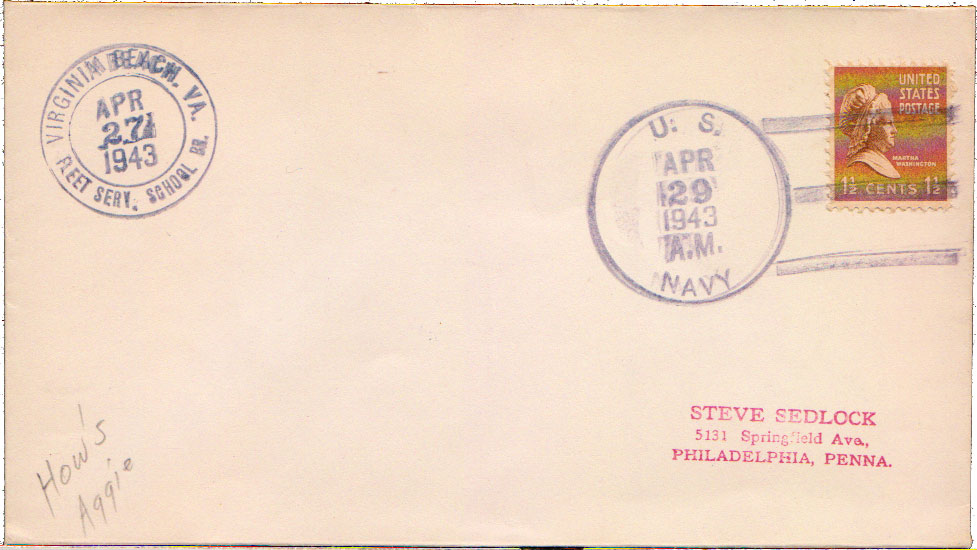 VIRGINIM BEACH, VA.
APR
27
1943
FLEET SERV. SCHOOL BR.
U. S.
APR
29
1943
A.M.
NAVY
UNITED
STATES
POSTAGE
MARTHA
WASHINGTON
1½ CENTS 1½
STEVE SEDLOCK
5131 Springfield Ave.,
PHILADELPHIA, PENNA.
How's
Aggie